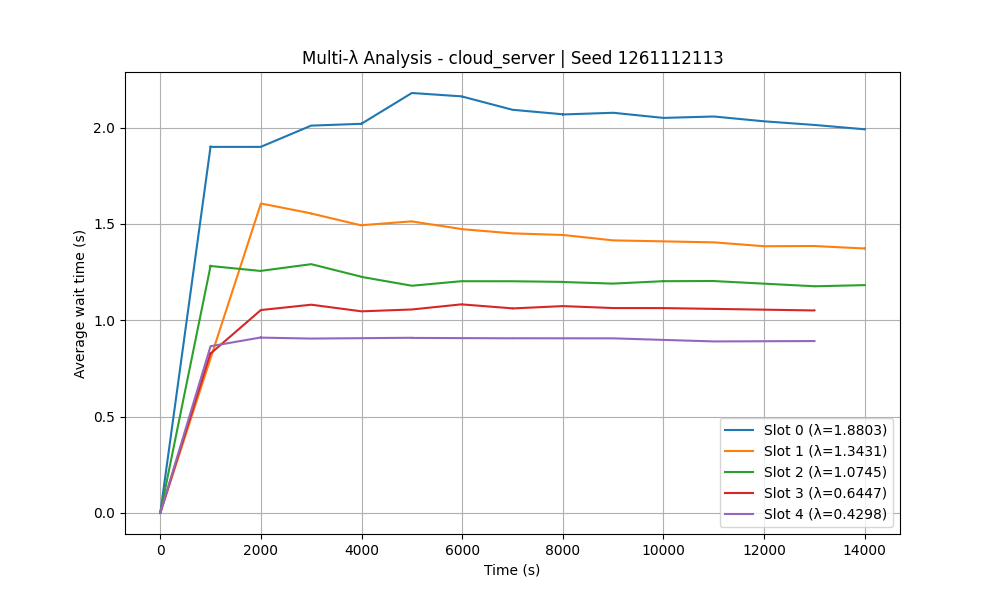 Multi-λ Analysis - cloud_server | Seed 1261112113
Average wait time (s)
2.0
1.5
1.0
0.5
0.0
Slot 0 (λ=1.8803)
Slot 1 (λ=1.3431)
Slot 2 (λ=1.0745)
Slot 3 (λ=0.6447)
Slot 4 (λ=0.4298)
0 2000 4000 6000 8000 10000 12000 14000
Time (s)